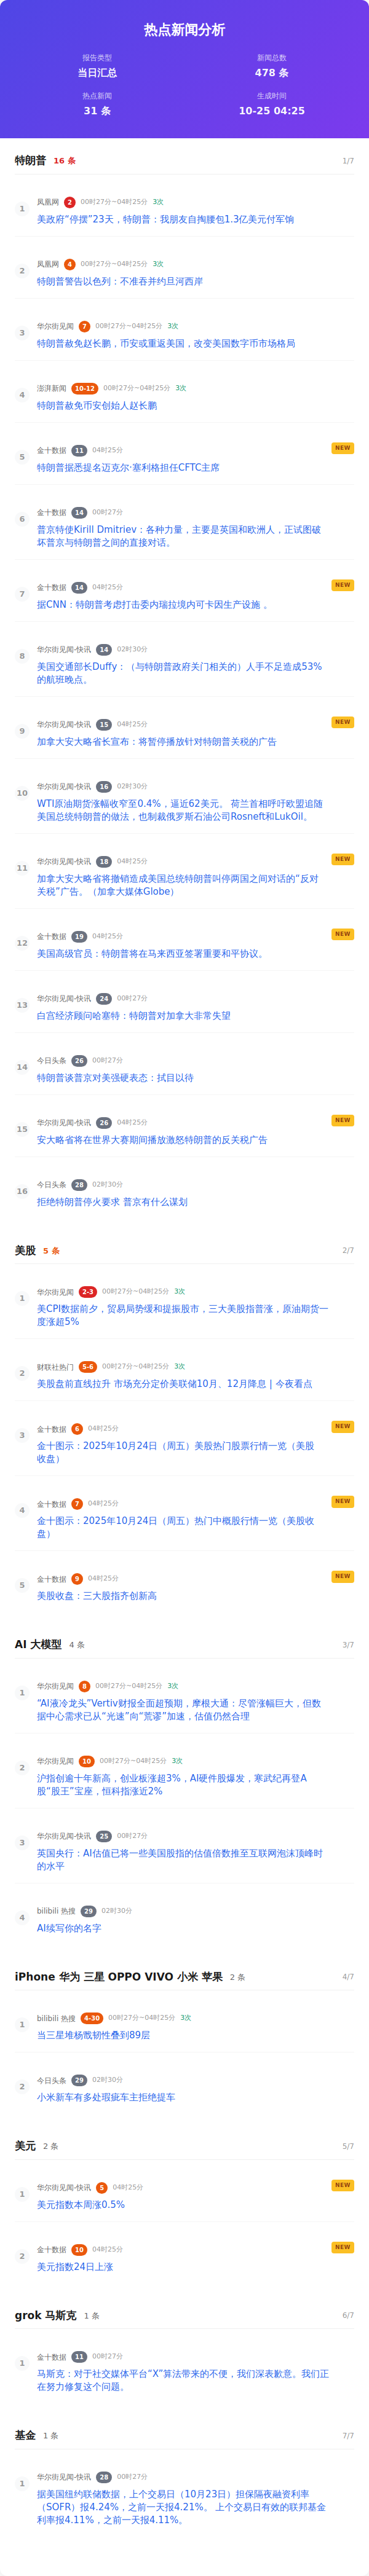 热点新闻分析
报告类型
新闻总数
当日汇总
478 条
热点新闻
生成时间
31 条
10-25 04:25
特朗普 16 条 1/7
1
凤凰网 2 00时27分~04时25分 3次
美政府“停摆”23天，特朗普：我朋友自掏腰包1.3亿美元付军饷
2
凤凰网 4 00时27分~04时25分 3次
特朗普警告以色列：不准吞并约旦河西岸
3
华尔街见闻 7 00时27分~04时25分 3次
特朗普赦免赵长鹏，币安或重返美国，改变美国数字币市场格局
4
澎湃新闻 10-12 00时27分~04时25分 3次
特朗普赦免币安创始人赵长鹏
5
金十数据 11 04时25分 NEW
特朗普据悉提名迈克尔·塞利格担任CFTC主席
6
金十数据 14 00时27分
普京特使Kirill Dmitriev：各种力量，主要是英国和欧洲人，正试图破
坏普京与特朗普之间的直接对话。
7
金十数据 14 04时25分 NEW
据CNN：特朗普考虑打击委内瑞拉境内可卡因生产设施 。
8
华尔街见闻-快讯 14 02时30分
美国交通部长Duffy：（与特朗普政府关门相关的）人手不足造成53%
的航班晚点。
9
华尔街见闻-快讯 15 04时25分 NEW
加拿大安大略省长宣布：将暂停播放针对特朗普关税的广告
10
华尔街见闻-快讯 16 02时30分
WTI原油期货涨幅收窄至0.4%，逼近62美元。 荷兰首相呼吁欧盟追随
美国总统特朗普的做法，也制裁俄罗斯石油公司Rosneft和LukOil。
11
华尔街见闻-快讯 18 04时25分 NEW
加拿大安大略省将撤销造成美国总统特朗普叫停两国之间对话的“反对
关税”广告。（加拿大媒体Globe）
12
金十数据 19 04时25分 NEW
美国高级官员：特朗普将在马来西亚签署重要和平协议。
13
华尔街见闻-快讯 24 00时27分
白宫经济顾问哈塞特：特朗普对加拿大非常失望
14
今日头条 26 00时27分
特朗普谈普京对美强硬表态：拭目以待
15
华尔街见闻-快讯 26 04时25分 NEW
安大略省将在世界大赛期间播放激怒特朗普的反关税广告
16
今日头条 28 02时30分
拒绝特朗普停火要求 普京有什么谋划
美股 5 条 2/7
1
华尔街见闻 2-3 00时27分~04时25分 3次
美CPI数据前夕，贸易局势缓和提振股市，三大美股指普涨，原油期货一
度涨超5%
2
财联社热门 5-6 00时27分~04时25分 3次
美股盘前直线拉升 市场充分定价美联储10月、12月降息 | 今夜看点
3
金十数据 6 04时25分 NEW
金十图示：2025年10月24日（周五）美股热门股票行情一览（美股
收盘）
4
金十数据 7 04时25分 NEW
金十图示：2025年10月24日（周五）热门中概股行情一览（美股收
盘）
5
金十数据 9 04时25分 NEW
美股收盘：三大股指齐创新高
AI 大模型 4 条 3/7
1
华尔街见闻 8 00时27分~04时25分 3次
“AI液冷龙头”Vertiv财报全面超预期，摩根大通：尽管涨幅巨大，但数
据中心需求已从“光速”向“荒谬”加速，估值仍然合理
2
华尔街见闻 10 00时27分~04时25分 3次
沪指创逾十年新高，创业板涨超3%，AI硬件股爆发，寒武纪再登A
股“股王”宝座，恒科指涨近2%
3
华尔街见闻-快讯 25 00时27分
英国央行：AI估值已将一些美国股指的估值倍数推至互联网泡沫顶峰时
的水平
4
bilibili 热搜 29 02时30分
AI续写你的名字
iPhone 华为 三星 OPPO VIVO 小米 苹果 2 条 4/7
1
bilibili 热搜 4-30 00时27分~04时25分 3次
当三星堆杨戬韧性叠到89层
2
今日头条 29 02时30分
小米新车有多处瑕疵车主拒绝提车
美元 2 条 5/7
1
华尔街见闻-快讯 5 04时25分 NEW
美元指数本周涨0.5%
2
金十数据 10 04时25分 NEW
美元指数24日上涨
grok 马斯克 1 条 6/7
1
金十数据 11 00时27分
马斯克：对于社交媒体平台“X”算法带来的不便，我们深表歉意。我们正
在努力修复这个问题。
基金 1 条 7/7
1
华尔街见闻-快讯 28 00时27分
据美国纽约联储数据，上个交易日（10月23日）担保隔夜融资利率
（SOFR）报4.24%，之前一天报4.21%。 上个交易日有效的联邦基金
利率报4.11%，之前一天报4.11%。